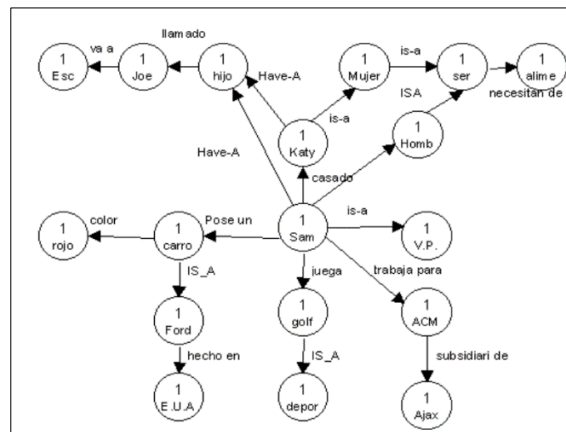 llamado
va a
1
Esc
1
Joe
1
hijo
Have-A
is-a
1
Mujer
is-a
1
ser
1
alime
necesitan de
ISA
1
Katy
1
Homb
Have-A
casado
color
Pose un
is-a
1
rojo
1
carro
1
Sam
1
V.P.
IS_A
juega
trabaja para
1
Ford
1
golf
1
ACM
hecho en
IS_A
subsidiari de
1
E.U.A
1
depor
1
Ajax